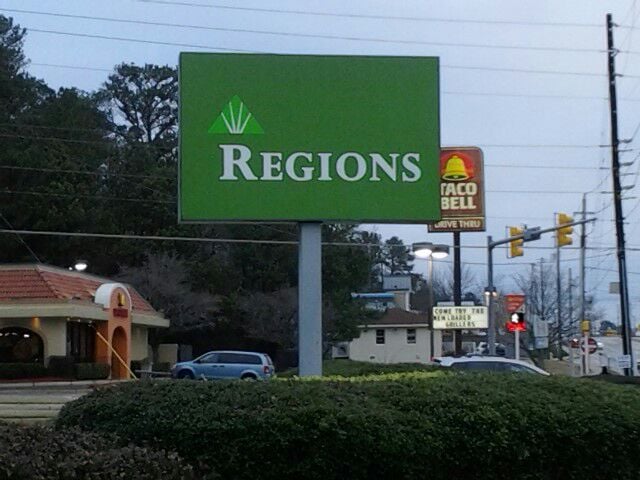 REGIONS
TACO
BELL
DRIVE THRU
COME TRY THE
NEW LOADED
GRILLERS